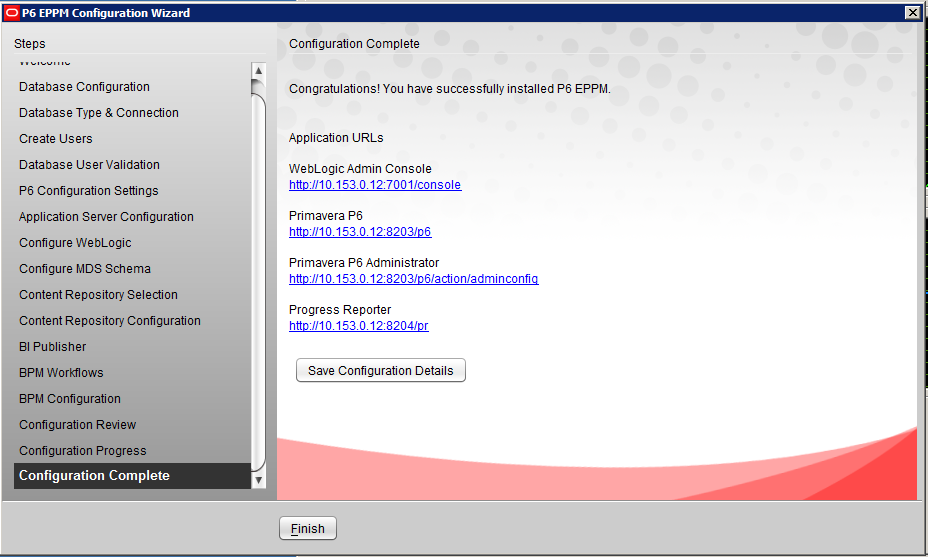 P6 EPPM Configuration Wizard
Steps
Welcome
Database Configuration
Database Type & Connection
Create Users
Database User Validation
P6 Configuration Settings
Application Server Configuration
Configure WebLogic
Configure MDS Schema
Content Repository Selection
Content Repository Configuration
BI Publisher
BPM Workflows
BPM Configuration
Configuration Review
Configuration Progress
Configuration Complete
Configuration Complete
Congratulations! You have successfully installed P6 EPPM.
Application URLs
WebLogic Admin Console
http://10.153.0.12:7001/console
Primavera P6
http://10.153.0.12:8203/p6
Primavera P6 Administrator
http://10.153.0.12:8203/p6/action/adminconfig
Progress Reporter
http://10.153.0.12:8204/pr
Save Configuration Details
Finish